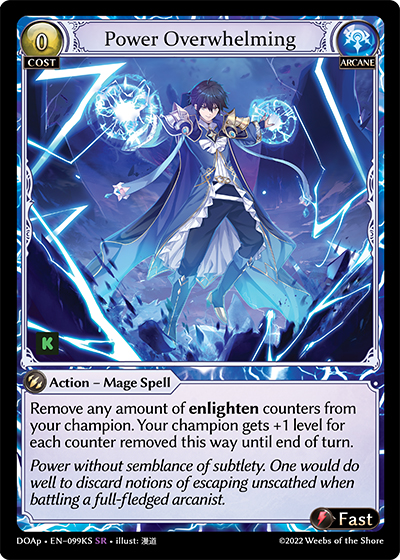 0
Power Overwhelming
COST
ARCANE
K
Action – Mage Spell
Remove any amount of enlighten counters from
your champion. Your champion gets +1 level for
each counter removed this way until end of turn.
Power without semblance of subtlety. One would do
well to discard notions of escaping unscathed when
battling a full-fledged arcanist.
Fast
DOAp • EN-099KS SR • illust: 漫道
©2022 Weebs of the Shore